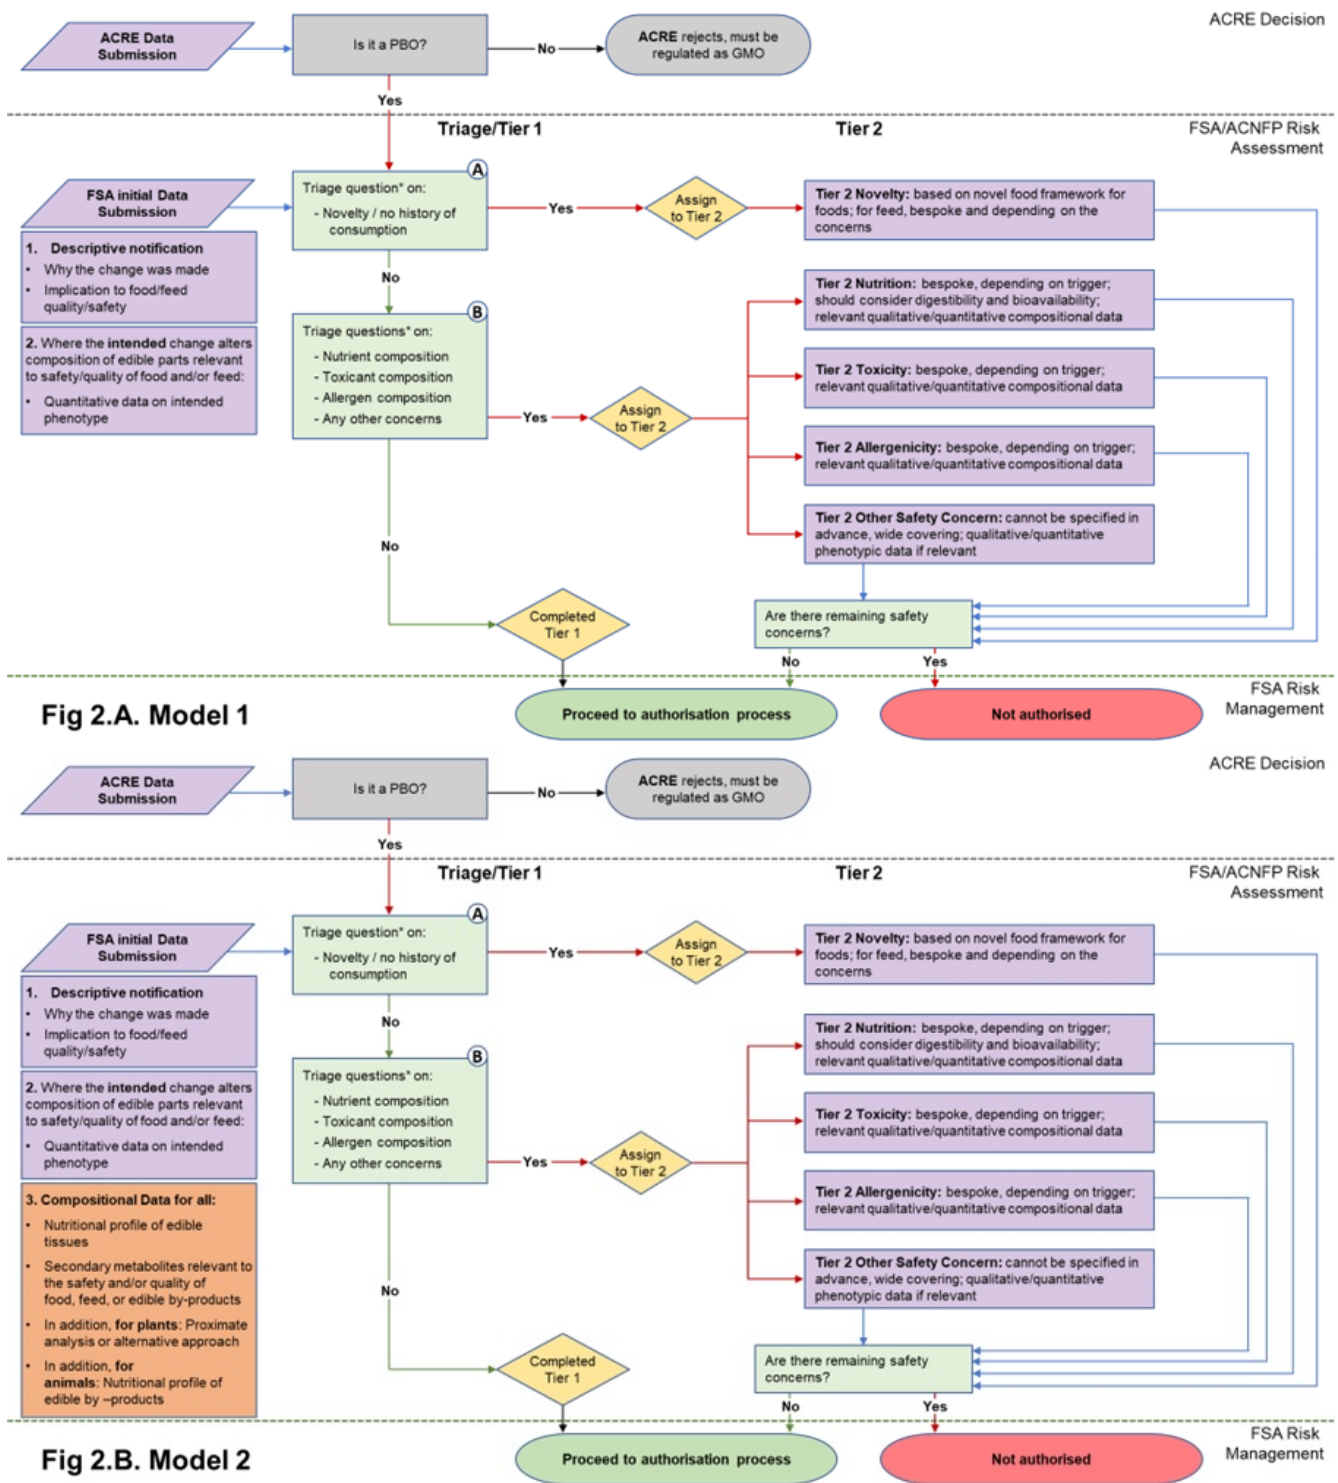 ACRE Decision
ACRE Data
Submission
Is it a PBO?
No
ACRE rejects, must be
regulated as GMO
Yes
Triage/Tier 1
Tier 2
FSA/ACNFP Risk
Assessment
FSA initial Data
Submission
1. Descriptive notification
• Why the change was made
• Implication to food/feed
quality/safety
2. Where the intended change alters
composition of edible parts relevant
to safety/quality of food and/or feed:
• Quantitative data on intended
phenotype
A
Triage question* on:
- Novelty / no history of
consumption
Yes
Assign
to Tier 2
Tier 2 Novelty: based on novel food framework for
foods; for feed, bespoke and depending on the
concerns
No
B
Triage questions* on:
- Nutrient composition
- Toxicant composition
- Allergen composition
- Any other concerns
Yes
Assign
to Tier 2
Tier 2 Nutrition: bespoke, depending on trigger;
should consider digestibility and bioavailability;
relevant qualitative/quantitative compositional data
Tier 2 Toxicity: bespoke, depending on trigger;
relevant qualitative/quantitative compositional data
Tier 2 Allergenicity: bespoke, depending on trigger;
relevant qualitative/quantitative compositional data
Tier 2 Other Safety Concern: cannot be specified in
advance, wide covering; qualitative/quantitative
phenotypic data if relevant
No
Completed
Tier 1
Are there remaining safety
concerns?
No
Yes
FSA Risk
Management
Fig 2.A. Model 1
Proceed to authorisation process
Not authorised
ACRE Decision
ACRE Data
Submission
Is it a PBO?
No
ACRE rejects, must be
regulated as GMO
Yes
Triage/Tier 1
Tier 2
FSA/ACNFP Risk
Assessment
FSA initial Data
Submission
1. Descriptive notification
• Why the change was made
• Implication to food/feed
quality/safety
2. Where the intended change alters
composition of edible parts relevant
to safety/quality of food and/or feed:
• Quantitative data on intended
phenotype
3. Compositional Data for all:
• Nutritional profile of edible
tissues
• Secondary metabolites relevant to
the safety and/or quality of
food, feed, or edible by-products
• In addition, for plants: Proximate
analysis or alternative approach
• In addition, for
animals: Nutritional profile of
edible by –products
A
Triage question* on:
- Novelty / no history of
consumption
Yes
Assign
to Tier 2
Tier 2 Novelty: based on novel food framework for
foods; for feed, bespoke and depending on the
concerns
No
B
Triage questions* on:
- Nutrient composition
- Toxicant composition
- Allergen composition
- Any other concerns
Yes
Assign
to Tier 2
Tier 2 Nutrition: bespoke, depending on trigger;
should consider digestibility and bioavailability;
relevant qualitative/quantitative compositional data
Tier 2 Toxicity: bespoke, depending on trigger;
relevant qualitative/quantitative compositional data
Tier 2 Allergenicity: bespoke, depending on trigger;
relevant qualitative/quantitative compositional data
Tier 2 Other Safety Concern: cannot be specified in
advance, wide covering; qualitative/quantitative
phenotypic data if relevant
No
Completed
Tier 1
Are there remaining safety
concerns?
No
Yes
FSA Risk
Management
Fig 2.B. Model 2
Proceed to authorisation process
Not authorised